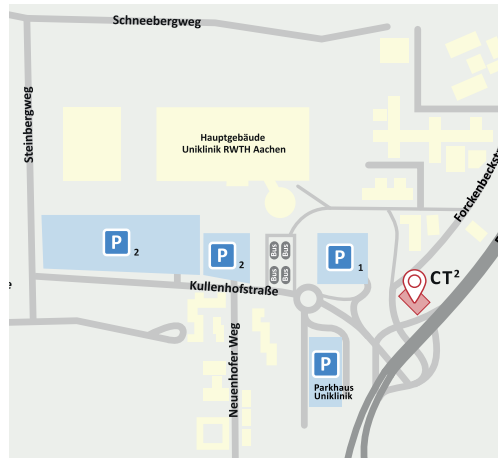 Schneebergweg
Steinbergweg
Hauptgebäude
Uniklinik RWTH Aachen
Forckenbeckstr
P 2
P 2
Bus Bus
Bus Bus
P 1
CT²
Kullenhofstraße
e
Neuenhofer Weg
P
Parkhaus
Uniklinik